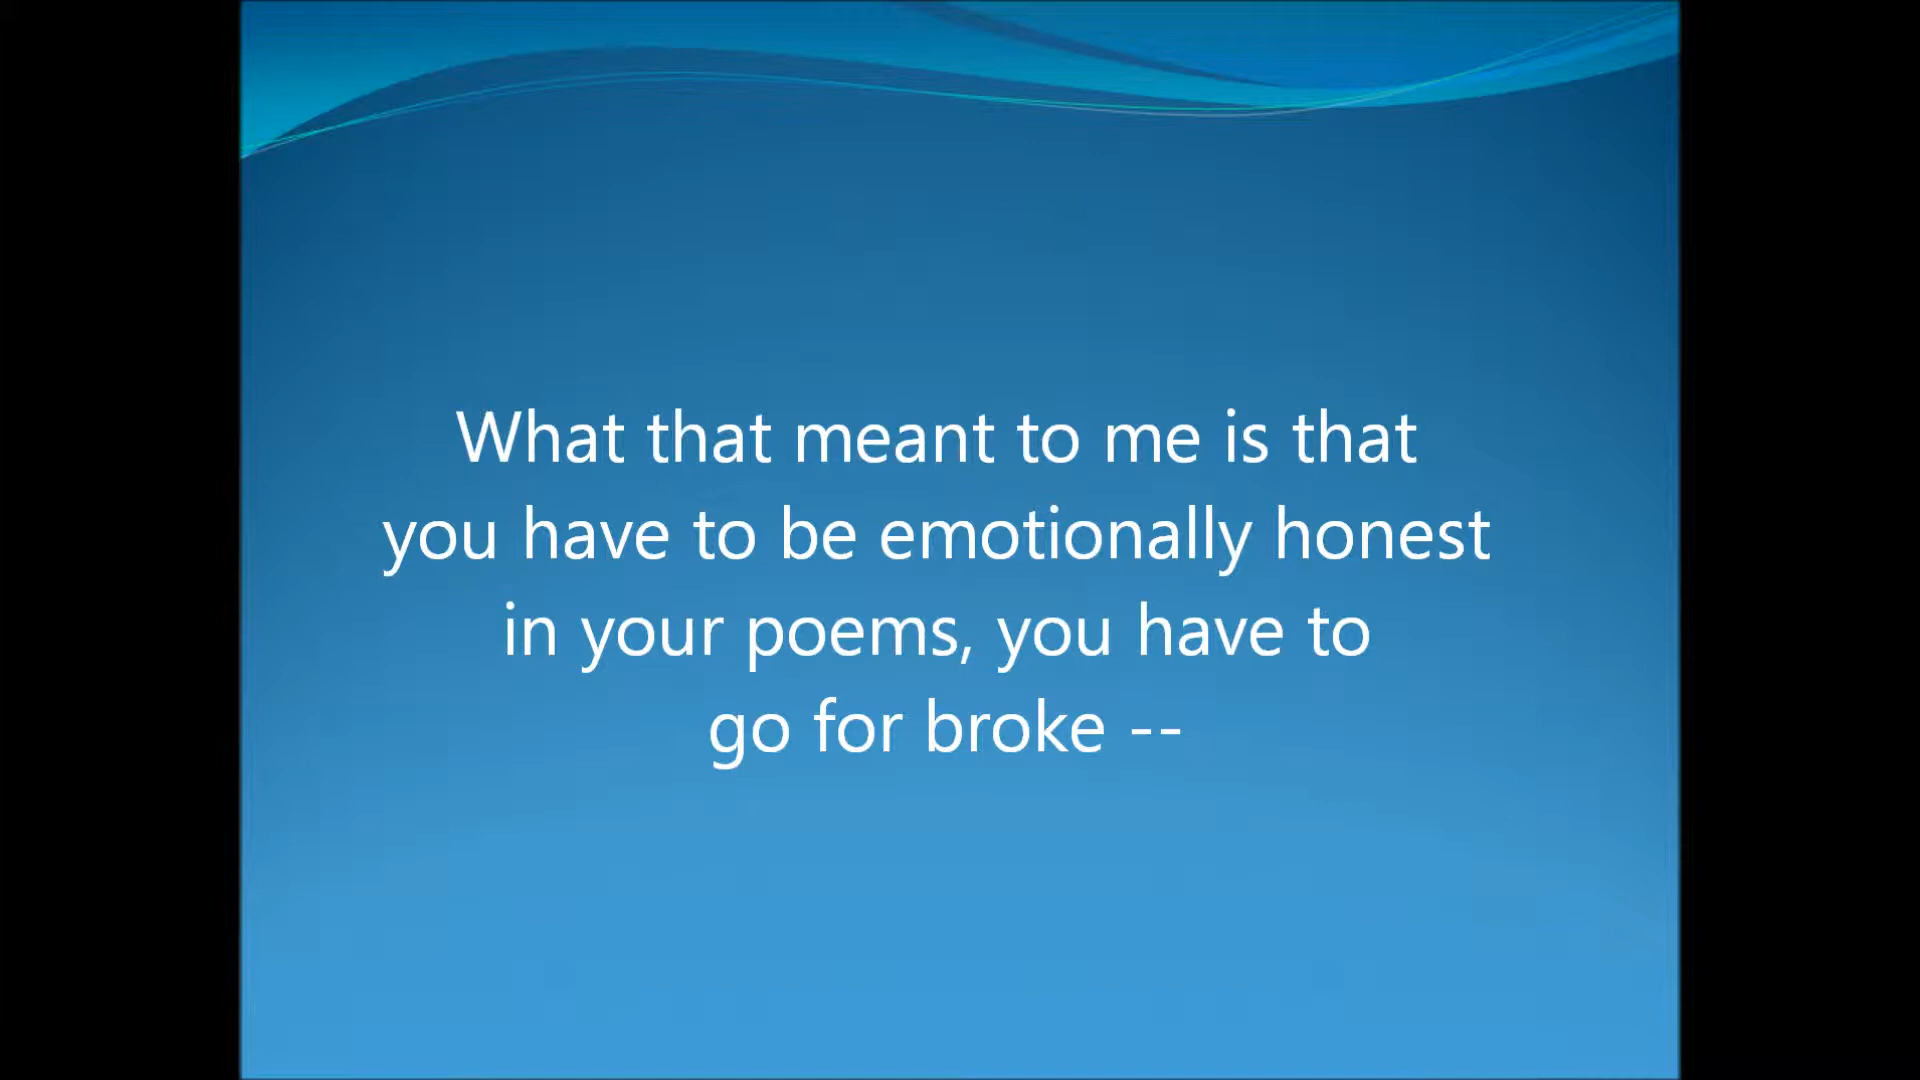 What that meant to me is that
you have to be emotionally honest
in your poems, you have to
go for broke --